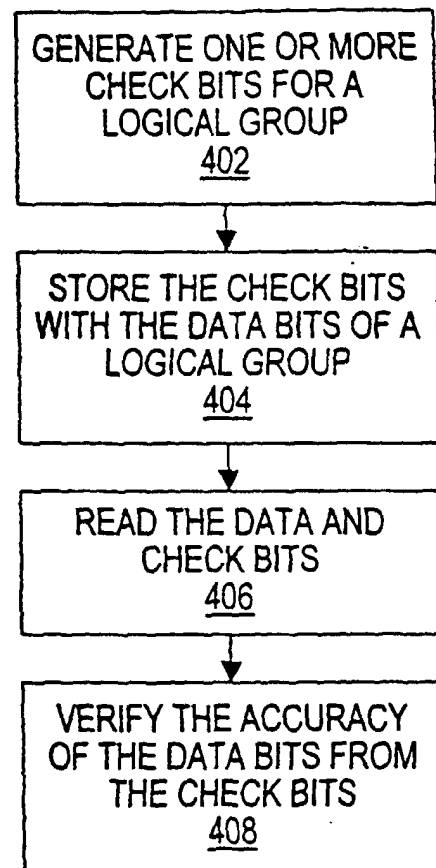 GENERATE ONE OR MORE
CHECK BITS FOR A
LOGICAL GROUP
402
STORE THE CHECK BITS
WITH THE DATA BITS OF A
LOGICAL GROUP
404
READ THE DATA AND
CHECK BITS
406
VERIFY THE ACCURACY
OF THE DATA BITS FROM
THE CHECK BITS
408